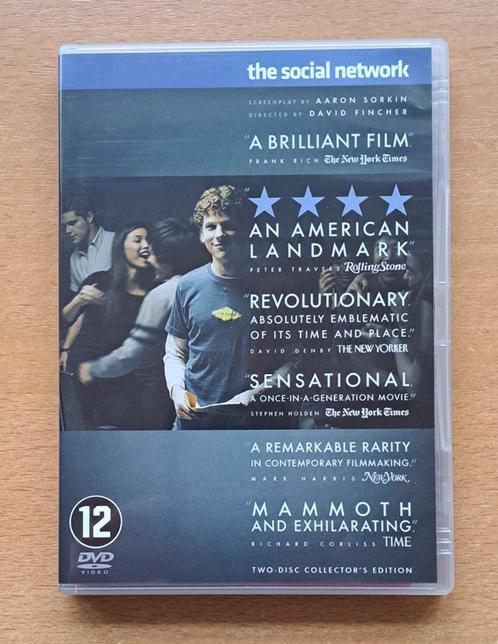 the social network
SCREENPLAY BY AARON SORKIN
DIRECTED BY DAVID FINCHER
"A BRILLIANT FILM."
FRANK RICH The New York Times
"★★★★
AN AMERICAN
LANDMARK"
PETER TRAVERS RollingStone
"REVOLUTIONARY.
ABSOLUTELY EMBLEMATIC
OF ITS TIME AND PLACE."
DAVID DENBY THE NEW YORKER
"SENSATIONAL.
A ONCE-IN-A-GENERATION MOVIE."
STEPHEN HOLDEN The New York Times
"A REMARKABLE RARITY
IN CONTEMPORARY FILMMAKING."
MARK HARRIS NEW YORK
"MAMMOTH
AND EXHILARATING."
RICHARD CORLISS TIME
12
DVD
VIDEO
TWO-DISC COLLECTOR'S EDITION